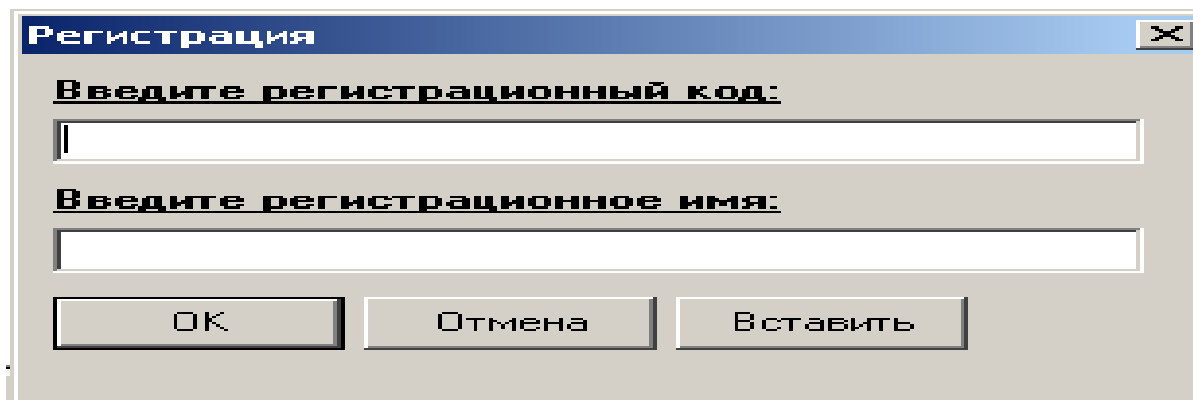 Регистрация
Введите регистрационный код:
Введите регистрационное имя:
OK Отмена Вставить